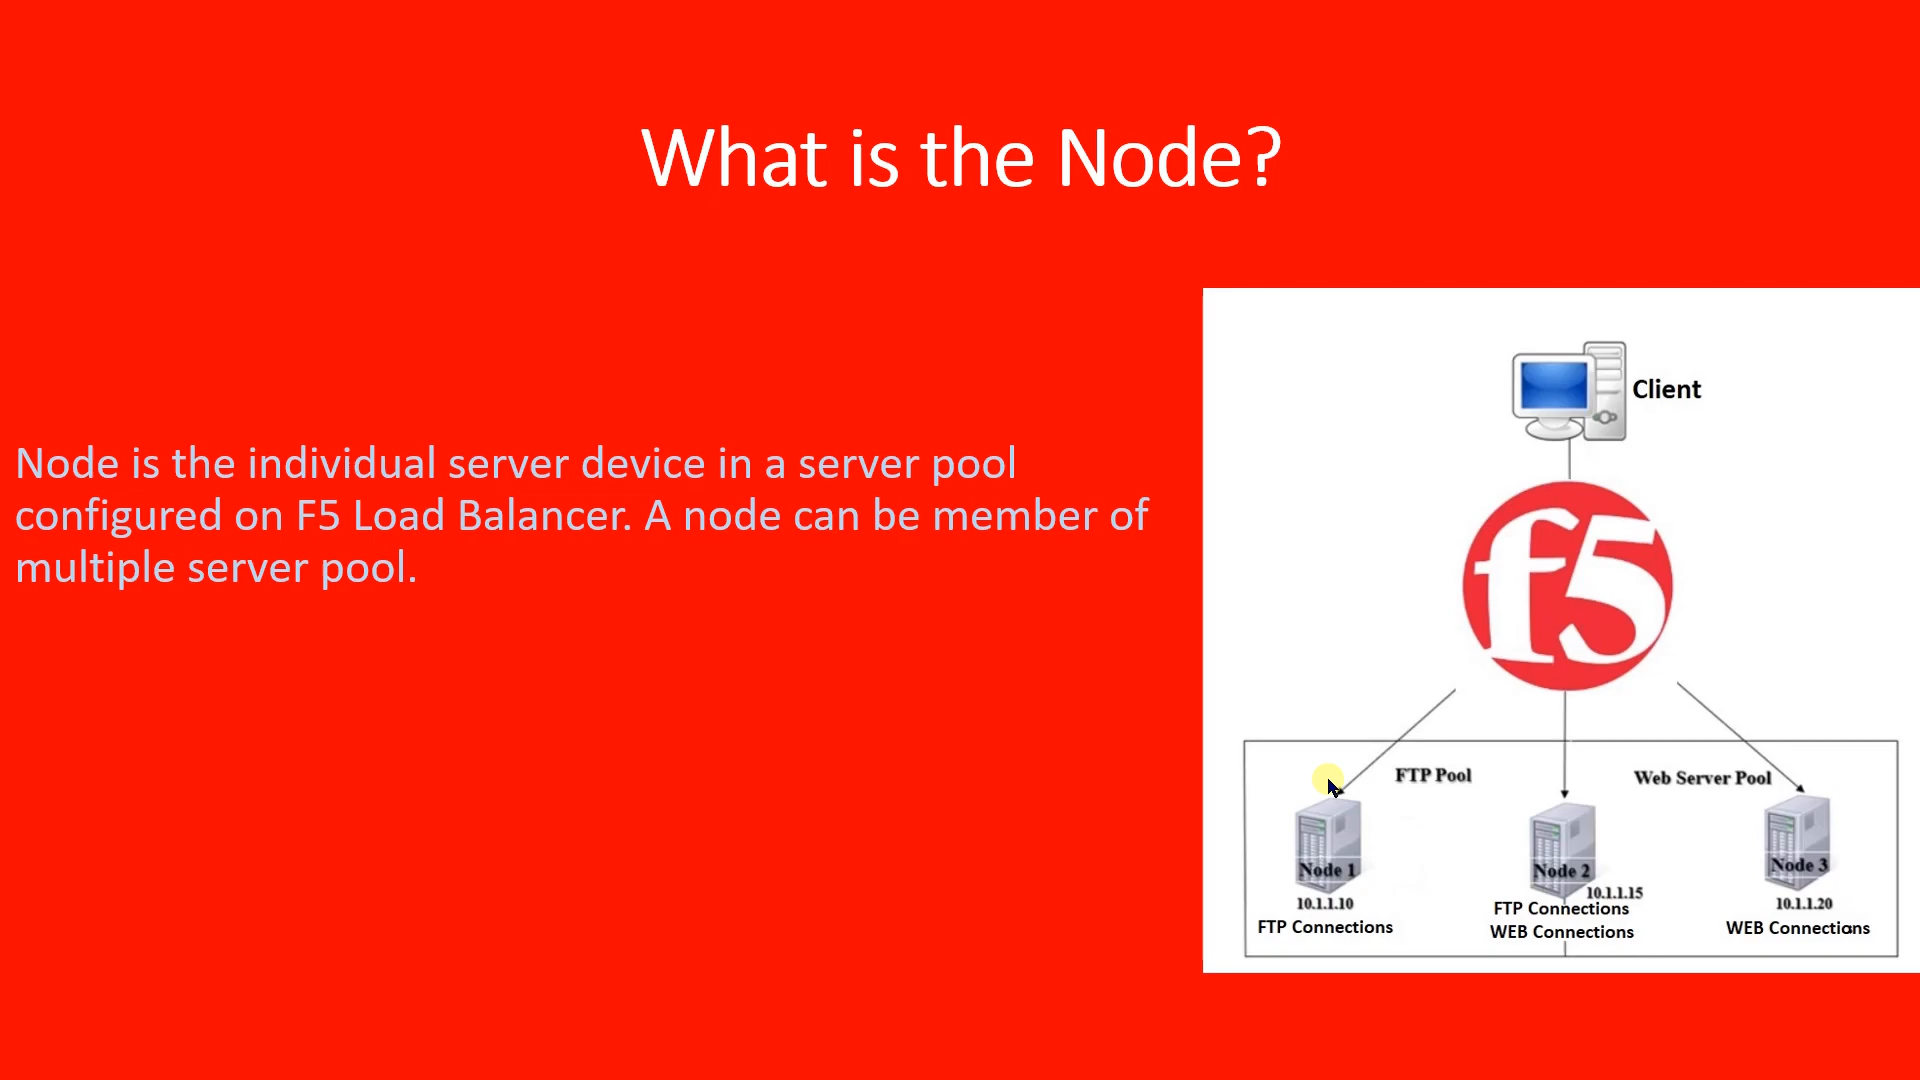 What is the Node?
Node is the individual server device in a server pool
configured on F5 Load Balancer. A node can be member of
multiple server pool.
Client
f5
FTP Pool
Web Server Pool
Node 1
Node 2
Node 3
10.1.1.10
10.1.1.15
10.1.1.20
FTP Connections
FTP Connections
WEB Connections
WEB Connections